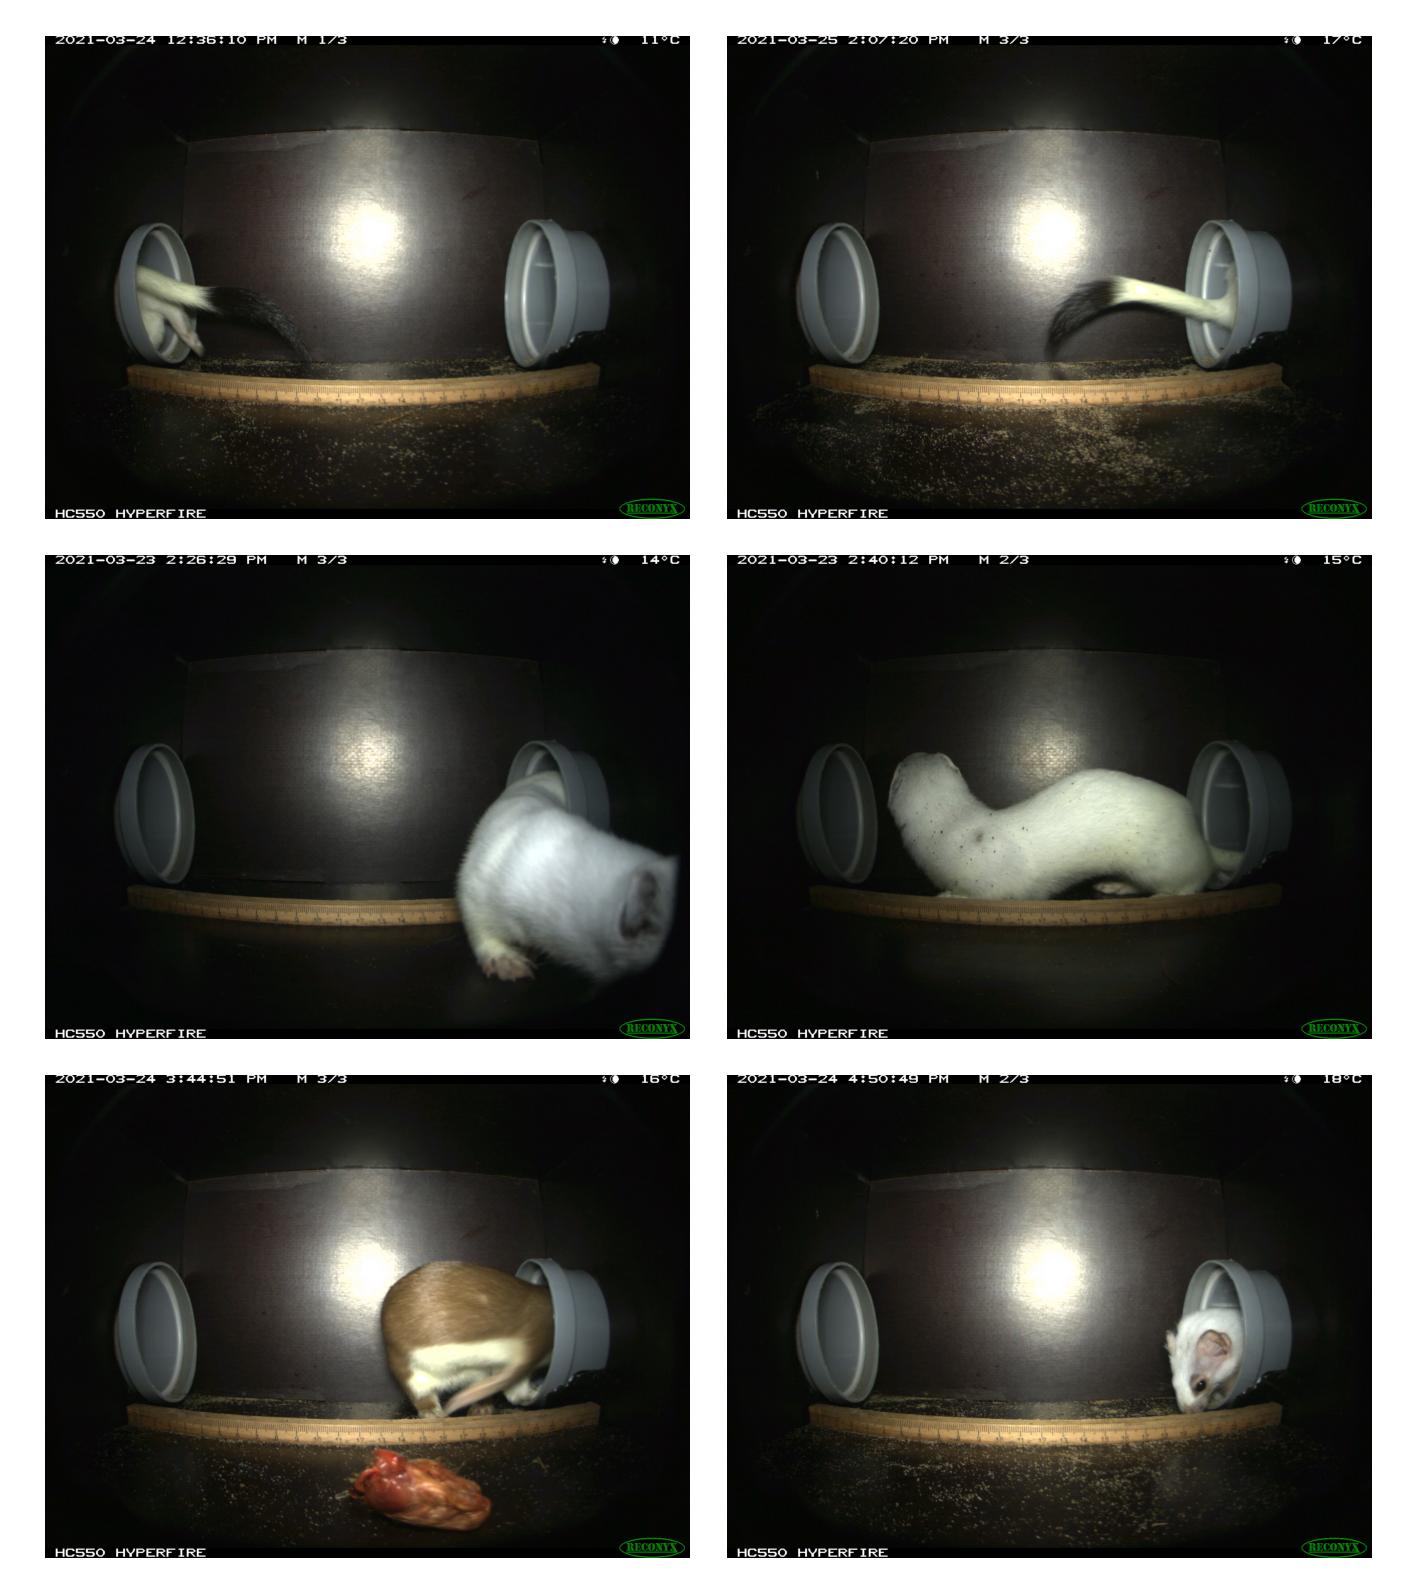 2021-03-24 12:36:10 PM M 1/3 11°C
HC550 HYPERFIRE RECONYX
2021-03-25 2:07:20 PM M 3/3 17°C
HC550 HYPERFIRE RECONYX
2021-03-23 2:26:29 PM M 3/3 14°C
HC550 HYPERFIRE RECONYX
2021-03-23 2:40:12 PM M 2/3 15°C
HC550 HYPERFIRE RECONYX
2021-03-24 3:44:51 PM M 3/3 16°C
HC550 HYPERFIRE RECONYX
2021-03-24 4:50:49 PM M 2/3 18°C
HC550 HYPERFIRE RECONYX